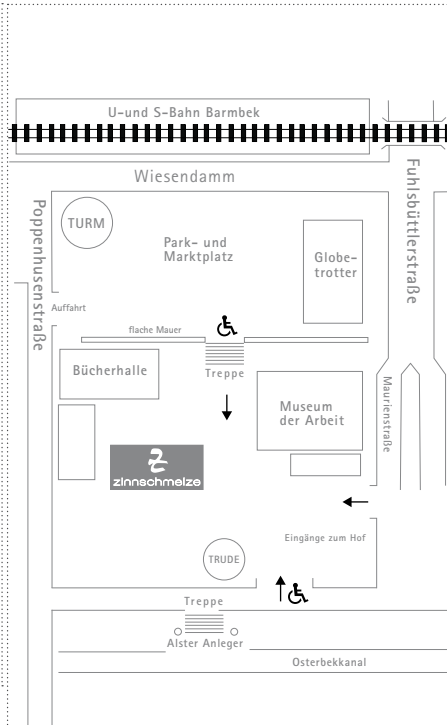 U-und S-Bahn Barmbek
Wiesendamm
Fuhlsbüttlerstraße
Poppenhusenstraße
TURM
Park- und
Marktplatz
Globe-
trotter
Auffahrt
flache Mauer
Bücherhalle
Treppe
Maurienstraße
Museum
der Arbeit
zinnschmelze
Eingänge zum Hof
TRUDE
Treppe
Alster Anleger
Osterbekkanal